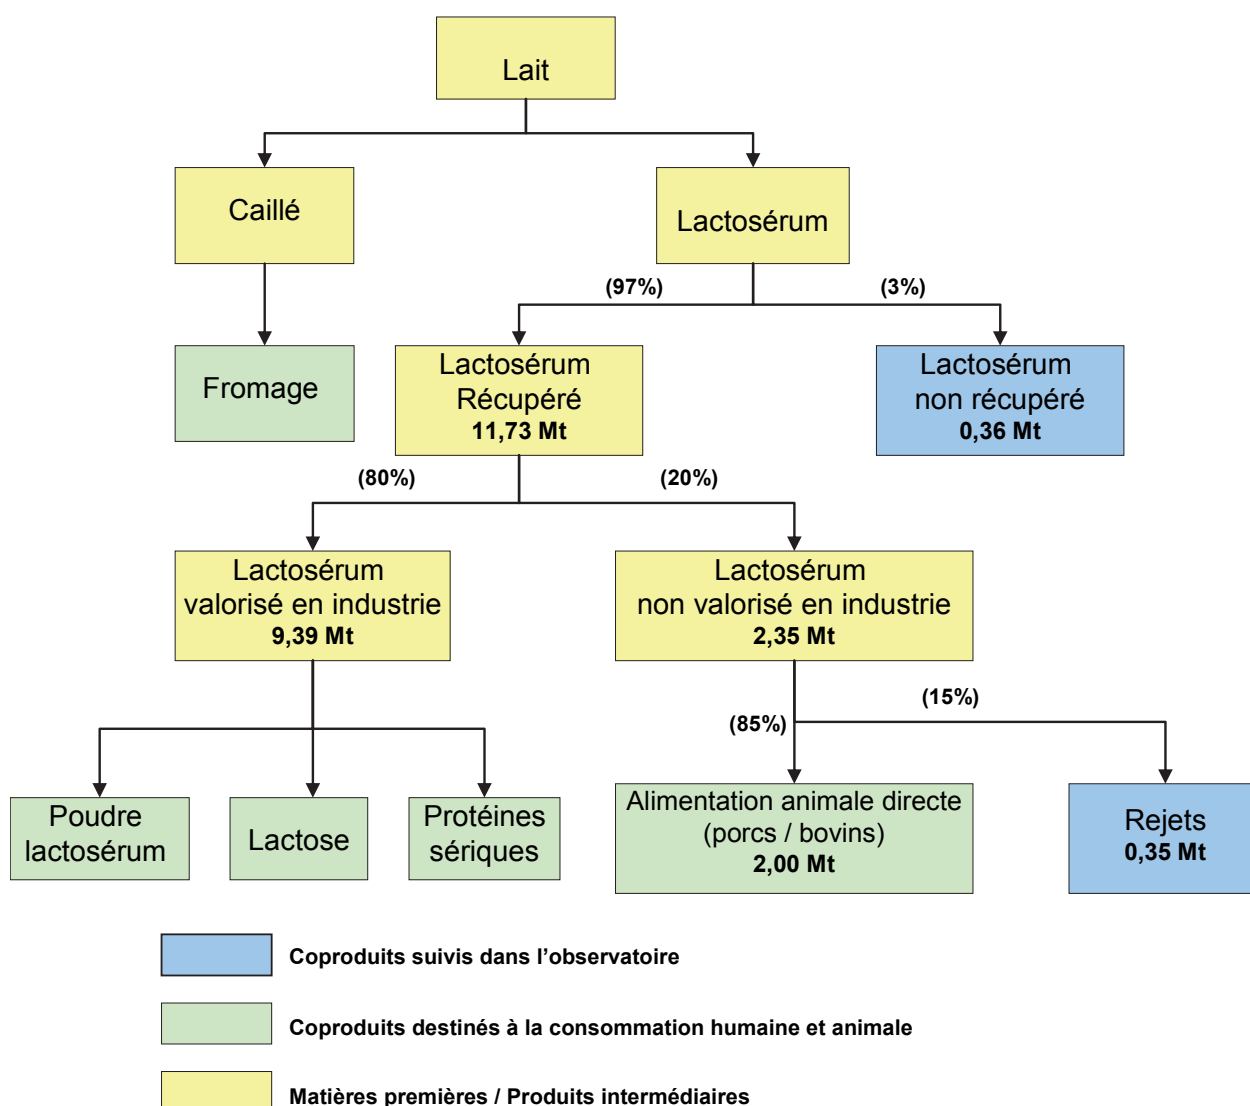 Lait
Caillé
Lactosérum
(97%)
(3%)
Fromage
Lactosérum
Récupéré
11,73 Mt
Lactosérum
non récupéré
0,36 Mt
(80%)
(20%)
Lactosérum
valorisé en industrie
9,39 Mt
Lactosérum
non valorisé en industrie
2,35 Mt
(85%)
(15%)
Poudre
lactosérum
Lactose
Protéines
sériques
Alimentation animale directe
(porcs / bovins)
2,00 Mt
Rejets
0,35 Mt
Coproduits suivis dans l’observatoire
Coproduits destinés à la consommation humaine et animale
Matières premières / Produits intermédiaires